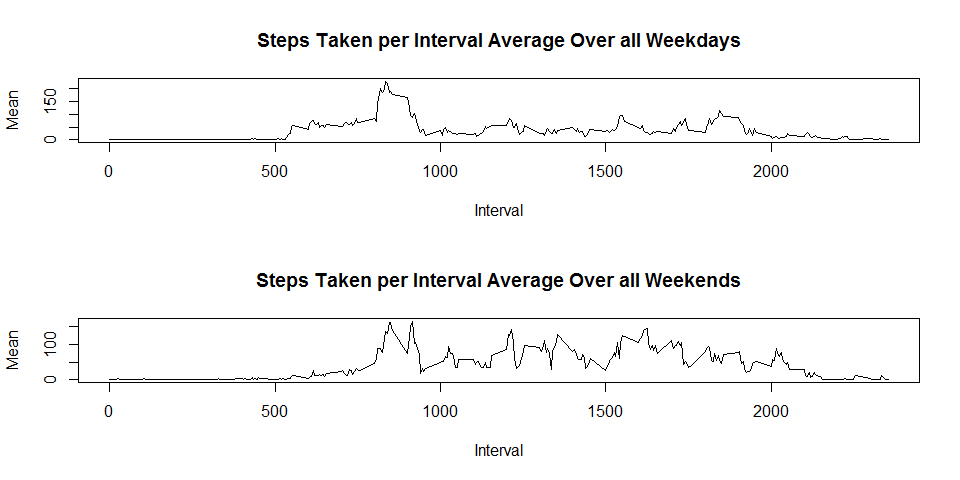 Steps Taken per Interval Average Over all Weekdays
Mean
0 150
0 500 1000 1500 2000
Interval
Steps Taken per Interval Average Over all Weekends
Mean
0 100
0 500 1000 1500 2000
Interval